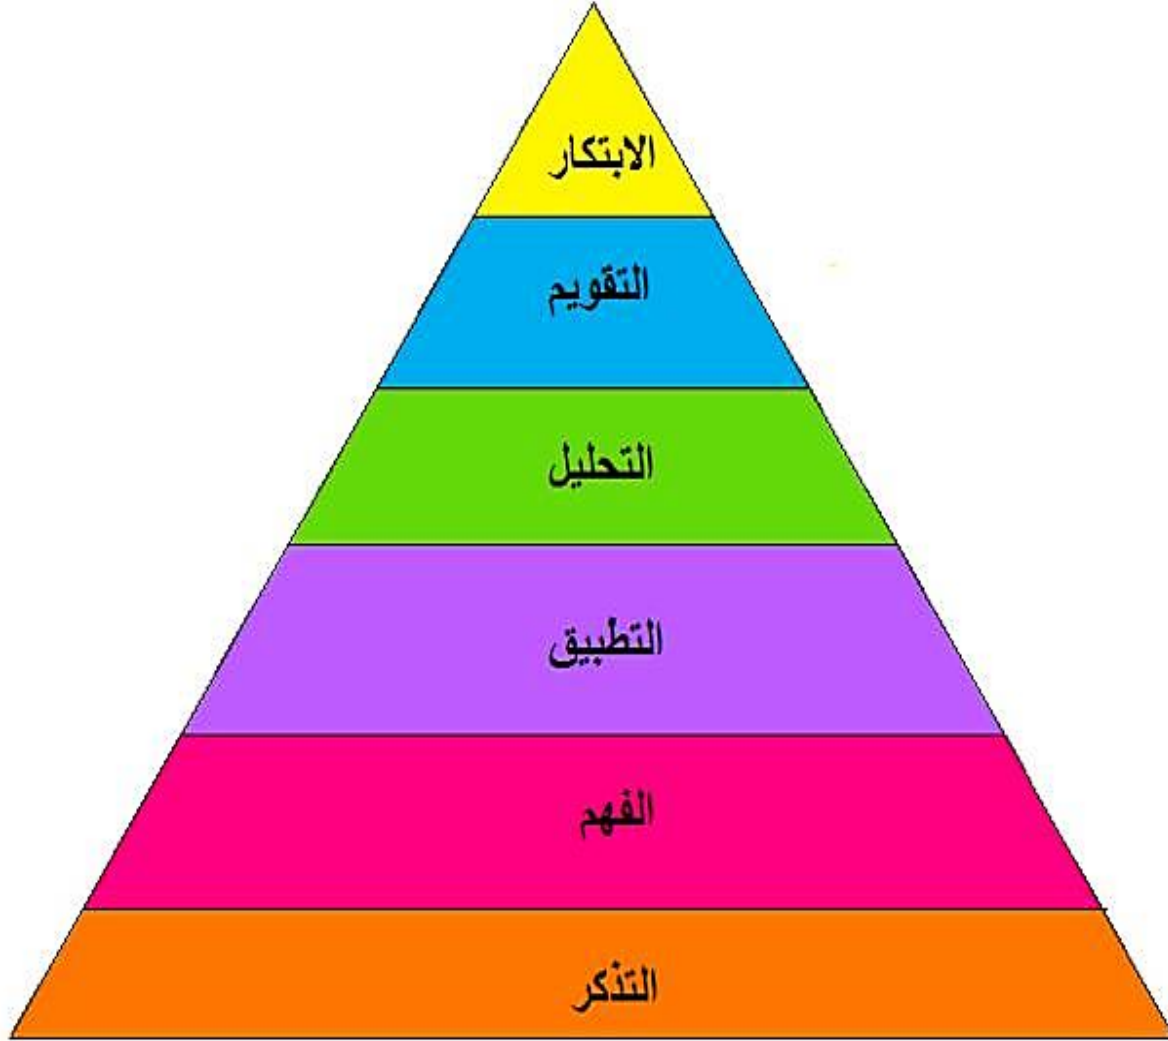 الابتكار
التقويم
التحليل
التطبيق
الفهم
التذكر